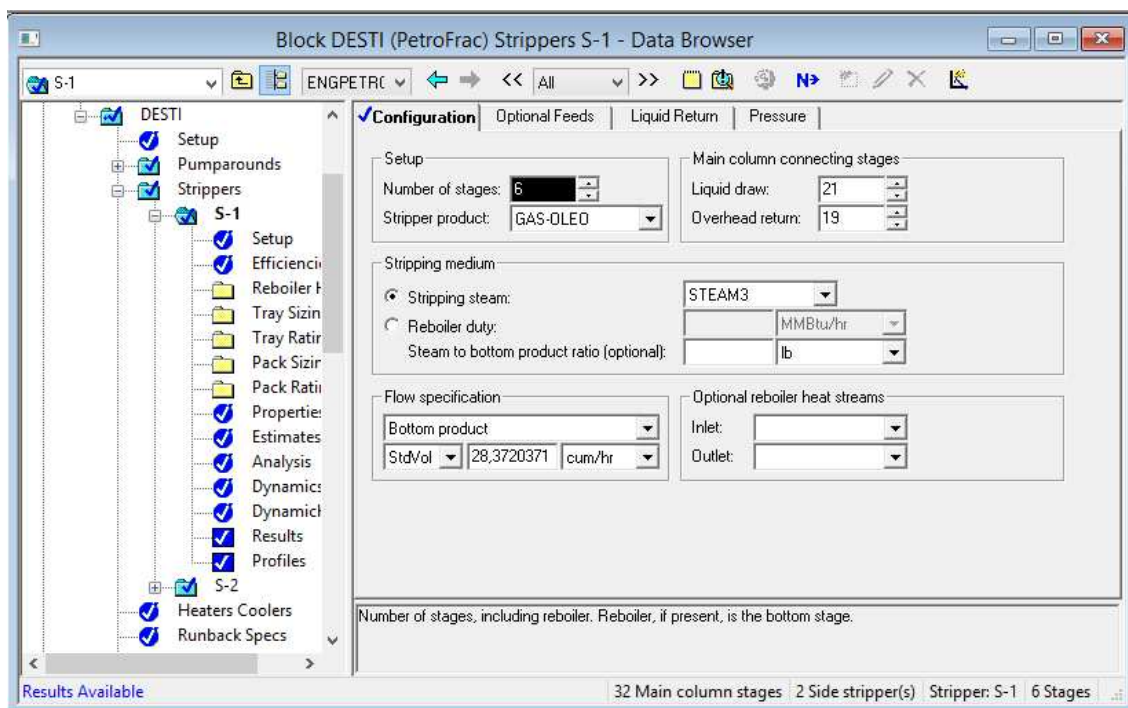 Block DESTI (PetroFrac) Strippers S-1 - Data Browser
S-1 ENGPETR( << All >> N>
DESTI
Setup
Pumparounds
Strippers
S-1
Setup
Efficienci
Reboiler H
Tray Sizin
Tray Ratir
Pack Sizir
Pack Ratii
Properties
Estimates
Analysis
Dynamics
DynamicH
Results
Profiles
S-2
Heaters Coolers
Runback Specs
Configuration Optional Feeds Liquid Return Pressure
Setup
Number of stages: 6
Stripper product: GAS-OLEO
Main column connecting stages
Liquid draw: 21
Overhead return: 19
Stripping medium
Stripping steam: STEAM3
Reboiler duty: MMBtu/hr
Steam to bottom product ratio (optional): lb
Flow specification
Bottom product
StdVol 28,3720371 cum/hr
Optional reboiler heat streams
Inlet:
Outlet:
Number of stages, including reboiler. Reboiler, if present, is the bottom stage.
Results Available 32 Main column stages 2 Side stripper(s) Stripper: S-1 6 Stages